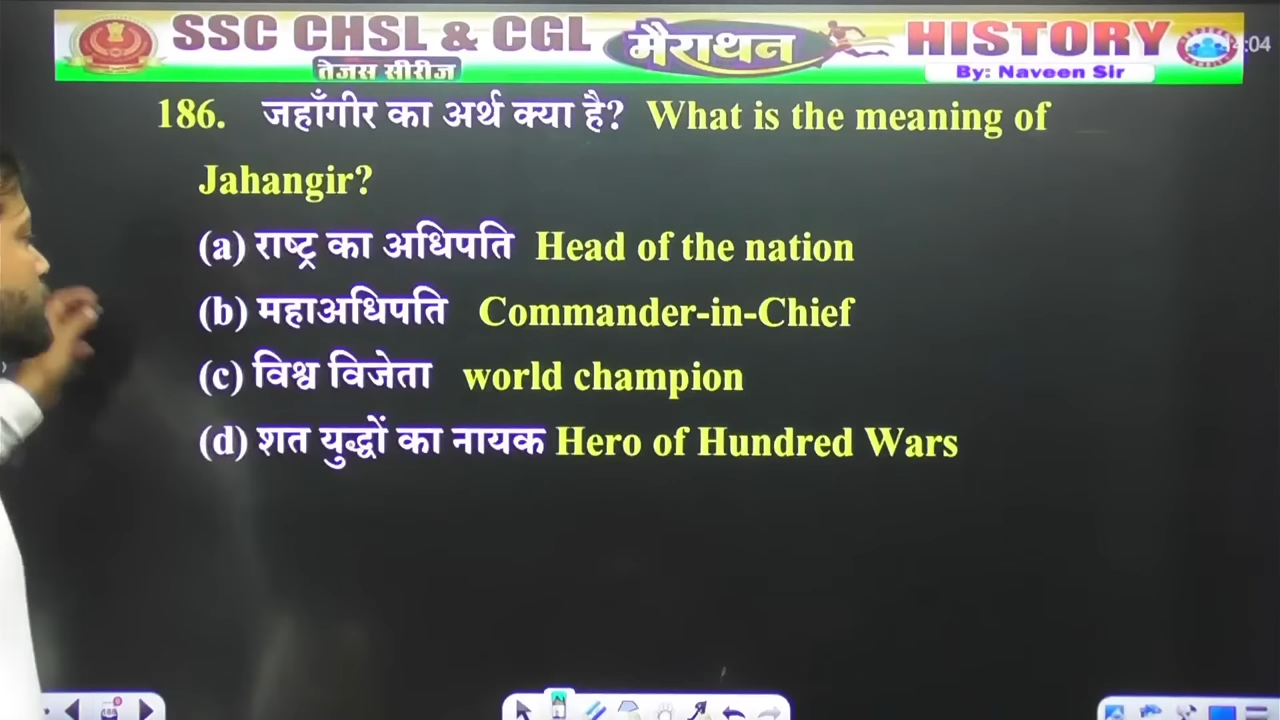 SSC CHSL & CGL मैराथन HISTORY
तेजस सीरीज By: Naveen Sir
186. जहाँगीर का अर्थ क्या है? What is the meaning of
Jahangir?
(a) राष्ट्र का अधिपति Head of the nation
(b) महाअधिपति Commander-in-Chief
(c) विश्व विजेता world champion
(d) शत युद्धों का नायक Hero of Hundred Wars